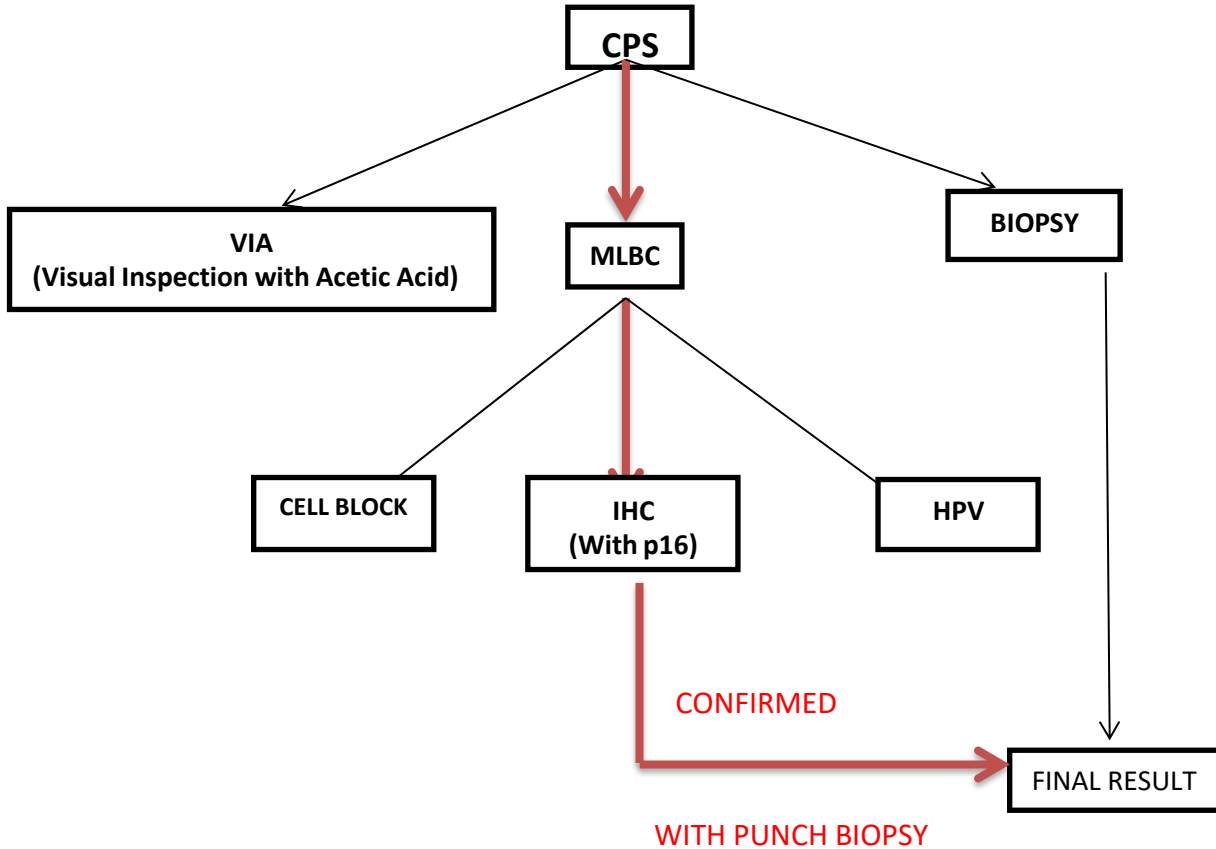 CPS
VIA
(Visual Inspection with Acetic Acid)
MLBC
BIOPSY
CELL BLOCK
IHC
(With p16)
HPV
CONFIRMED
FINAL RESULT
WITH PUNCH BIOPSY